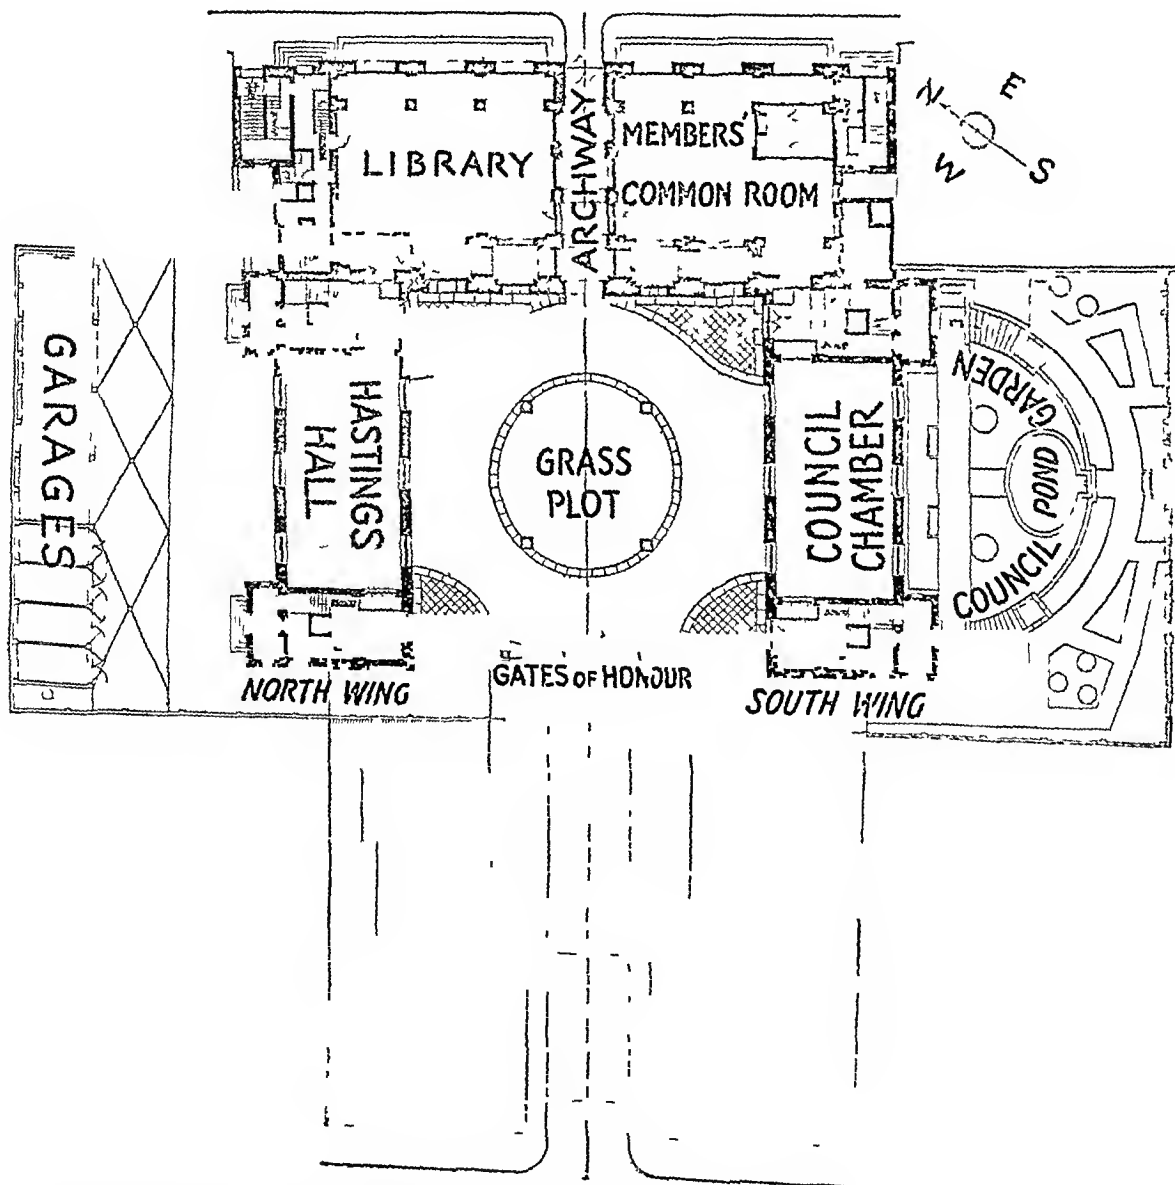 N
E
W
S
LIBRARY
ARCHWAY
MEMBERS'
COMMON ROOM
GARAGES
HASTINGS
HALL
GRASS
PLOT
COUNCIL
CHAMBER
COUNCIL GARDEN
POND
GATES OF HONOUR
NORTH WING
SOUTH WING